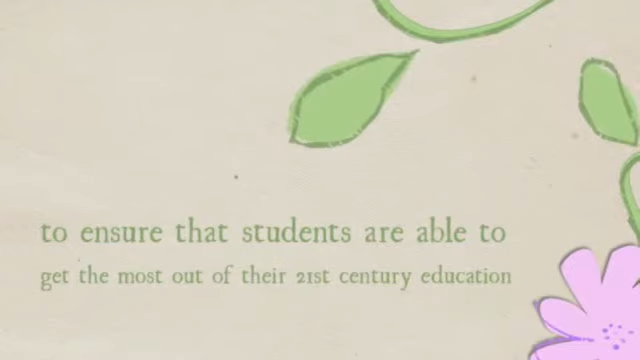 to ensure that students are able to
get the most out of their 21st century education